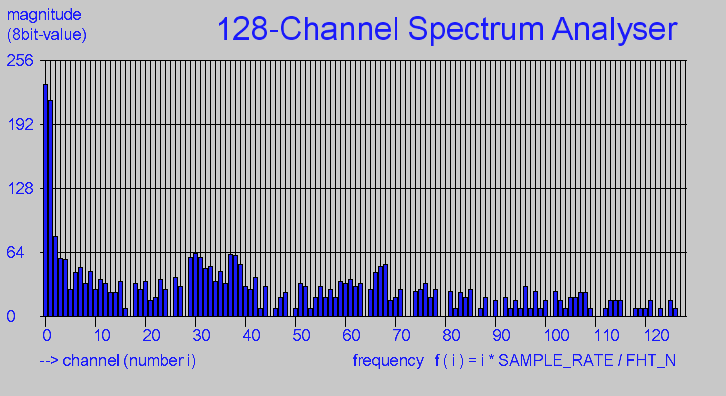 magnitude
(8bit-value)
128-Channel Spectrum Analyser
256
192
128
64
0
0 10 20 30 40 50 60 70 80 90 100 110 120
--> channel (number i)
frequency f ( i ) = i * SAMPLE_RATE / FHT_N